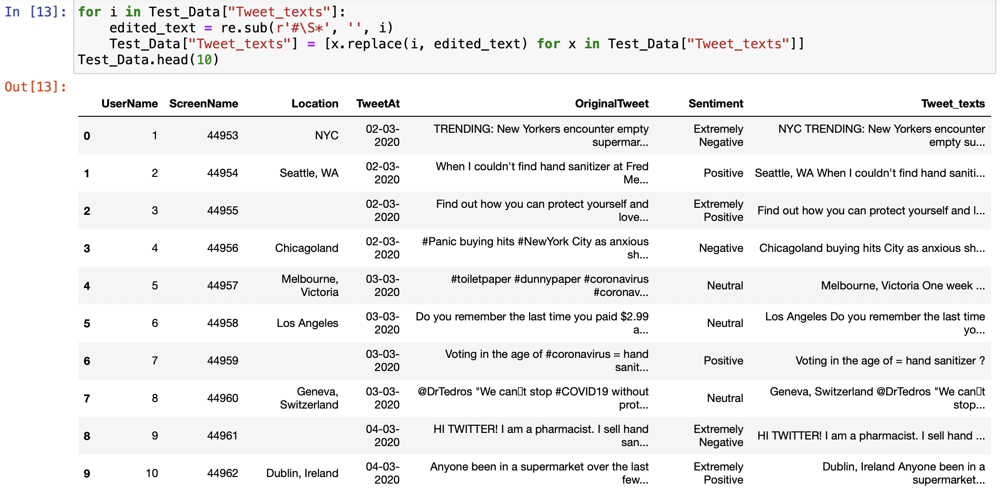 In [13]:
for i in Test_Data["Tweet_texts"]:
    edited_text = re.sub(r'#\S*', '', i)
    Test_Data["Tweet_texts"] = [x.replace(i, edited_text) for x in Test_Data["Tweet_texts"]]
Test_Data.head(10)
Out[13]:
UserName ScreenName Location TweetAt OriginalTweet Sentiment Tweet_texts
0 1 44953 NYC 02-03-2020 TRENDING: New Yorkers encounter empty supermar... Extremely Negative NYC TRENDING: New Yorkers encounter empty su...
1 2 44954 Seattle, WA 02-03-2020 When I couldn't find hand sanitizer at Fred Me... Positive Seattle, WA When I couldn't find hand saniti...
2 3 44955 02-03-2020 Find out how you can protect yourself and love... Extremely Positive Find out how you can protect yourself and l...
3 4 44956 Chicagoland 02-03-2020 #Panic buying hits #NewYork City as anxious sh... Negative Chicagoland buying hits City as anxious sh...
4 5 44957 Melbourne, Victoria 03-03-2020 #toiletpaper #dunnypaper #coronavirus #coronav... Neutral Melbourne, Victoria One week ...
5 6 44958 Los Angeles 03-03-2020 Do you remember the last time you paid $2.99 a... Neutral Los Angeles Do you remember the last time yo...
6 7 44959 03-03-2020 Voting in the age of #coronavirus = hand sanit... Positive Voting in the age of = hand sanitizer ?
7 8 44960 Geneva, Switzerland 03-03-2020 @DrTedros "We can▯t stop #COVID19 without prot... Neutral Geneva, Switzerland @DrTedros "We can▯t stop...
8 9 44961 04-03-2020 HI TWITTER! I am a pharmacist. I sell hand san... Extremely Negative HI TWITTER! I am a pharmacist. I sell hand ...
9 10 44962 Dublin, Ireland 04-03-2020 Anyone been in a supermarket over the last few... Extremely Positive Dublin, Ireland Anyone been in a supermarket...